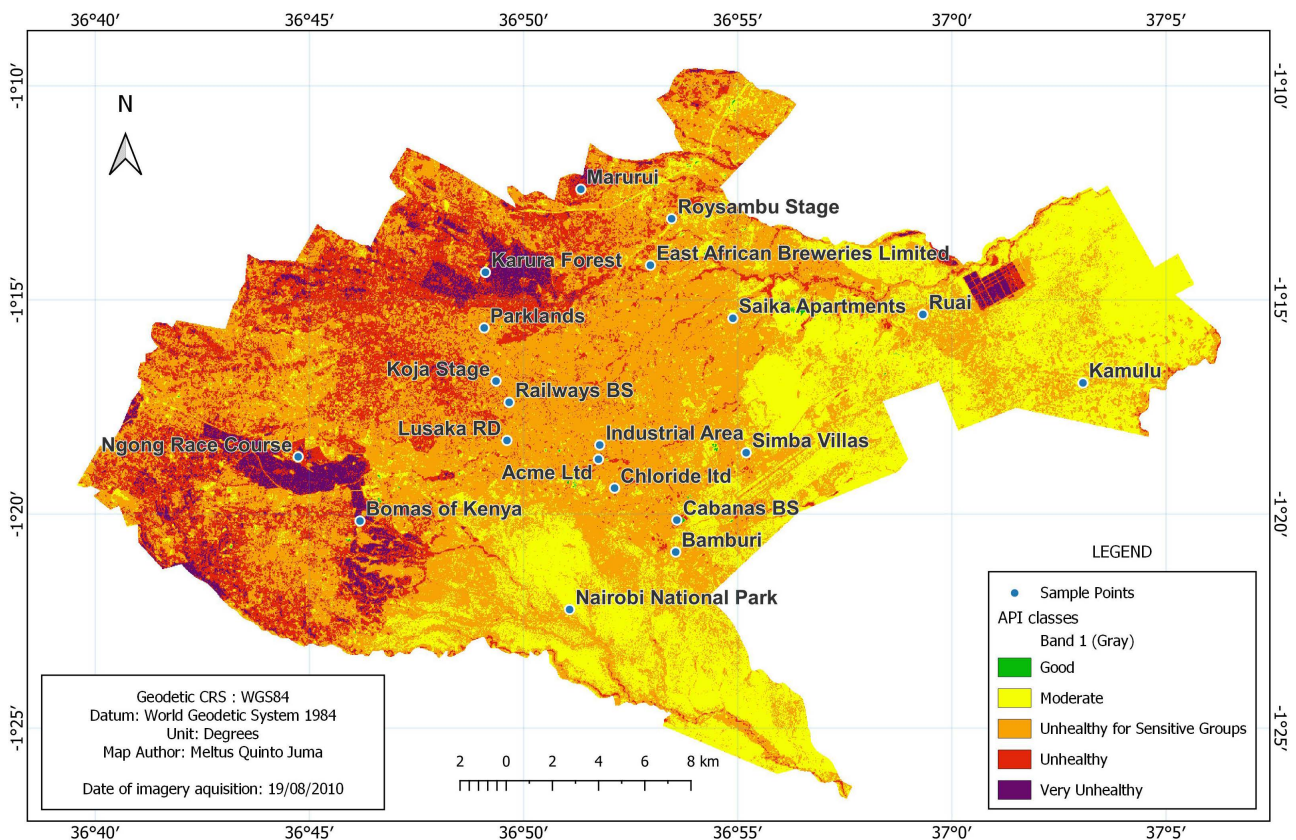 36°40′ 36°45′ 36°50′ 36°55′ 37°0′ 37°5′
-1°10′ -1°10′
N
Marurui
Roysambu Stage
East African Breweries Limited
Karura Forest
-1°15′ -1°15′
Saika Apartments
Ruai
Parklands
Koja Stage
Kamulu
Railways BS
Lusaka RD
Industrial Area
Simba Villas
Ngong Race Course
Acme Ltd
Chloride ltd
Bomas of Kenya
Cabanas BS
-1°20′ -1°20′
Bamburi
Nairobi National Park
LEGEND
Sample Points
API classes
Band 1 (Gray)
Good
Moderate
Unhealthy for Sensitive Groups
Unhealthy
Very Unhealthy
-1°25′ -1°25′
Geodetic CRS : WGS84
Datum: World Geodetic System 1984
Unit: Degrees
Map Author: Meltus Quinto Juma
Date of imagery aquisition: 19/08/2010
2 0 2 4 6 8 km
36°40′ 36°45′ 36°50′ 36°55′ 37°0′ 37°5′